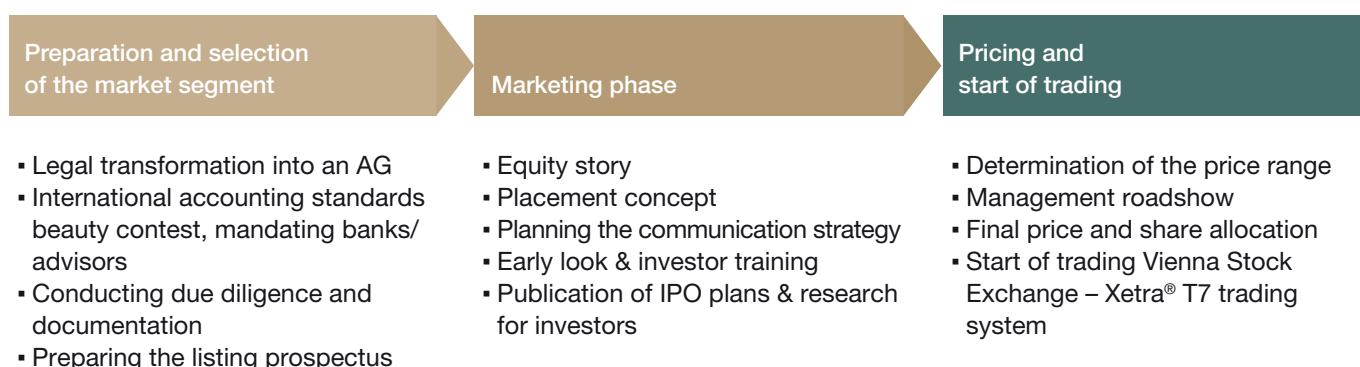 Preparation and selection
of the market segment
Marketing phase
Pricing and
start of trading
▪ Legal transformation into an AG
▪ International accounting standards
beauty contest, mandating banks/
advisors
▪ Conducting due diligence and
documentation
▪ Preparing the listing prospectus
▪ Equity story
▪ Placement concept
▪ Planning the communication strategy
▪ Early look & investor training
▪ Publication of IPO plans & research
for investors
▪ Determination of the price range
▪ Management roadshow
▪ Final price and share allocation
▪ Start of trading Vienna Stock
Exchange – Xetra® T7 trading
system